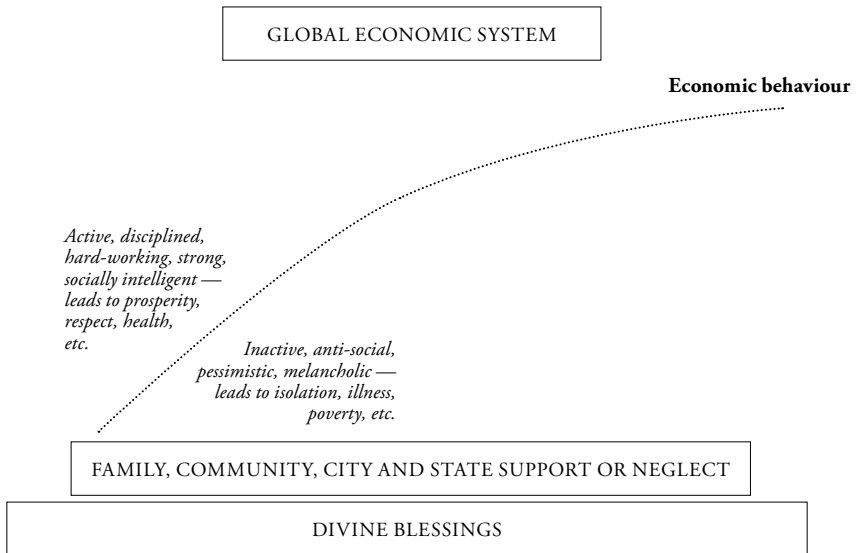 GLOBAL ECONOMIC SYSTEM
Economic behaviour
Active, disciplined,
hard-working, strong,
socially intelligent —
leads to prosperity,
respect, health,
etc.
Inactive, anti-social,
pessimistic, melancholic —
leads to isolation, illness,
poverty, etc.
FAMILY, COMMUNITY, CITY AND STATE SUPPORT OR NEGLECT
DIVINE BLESSINGS